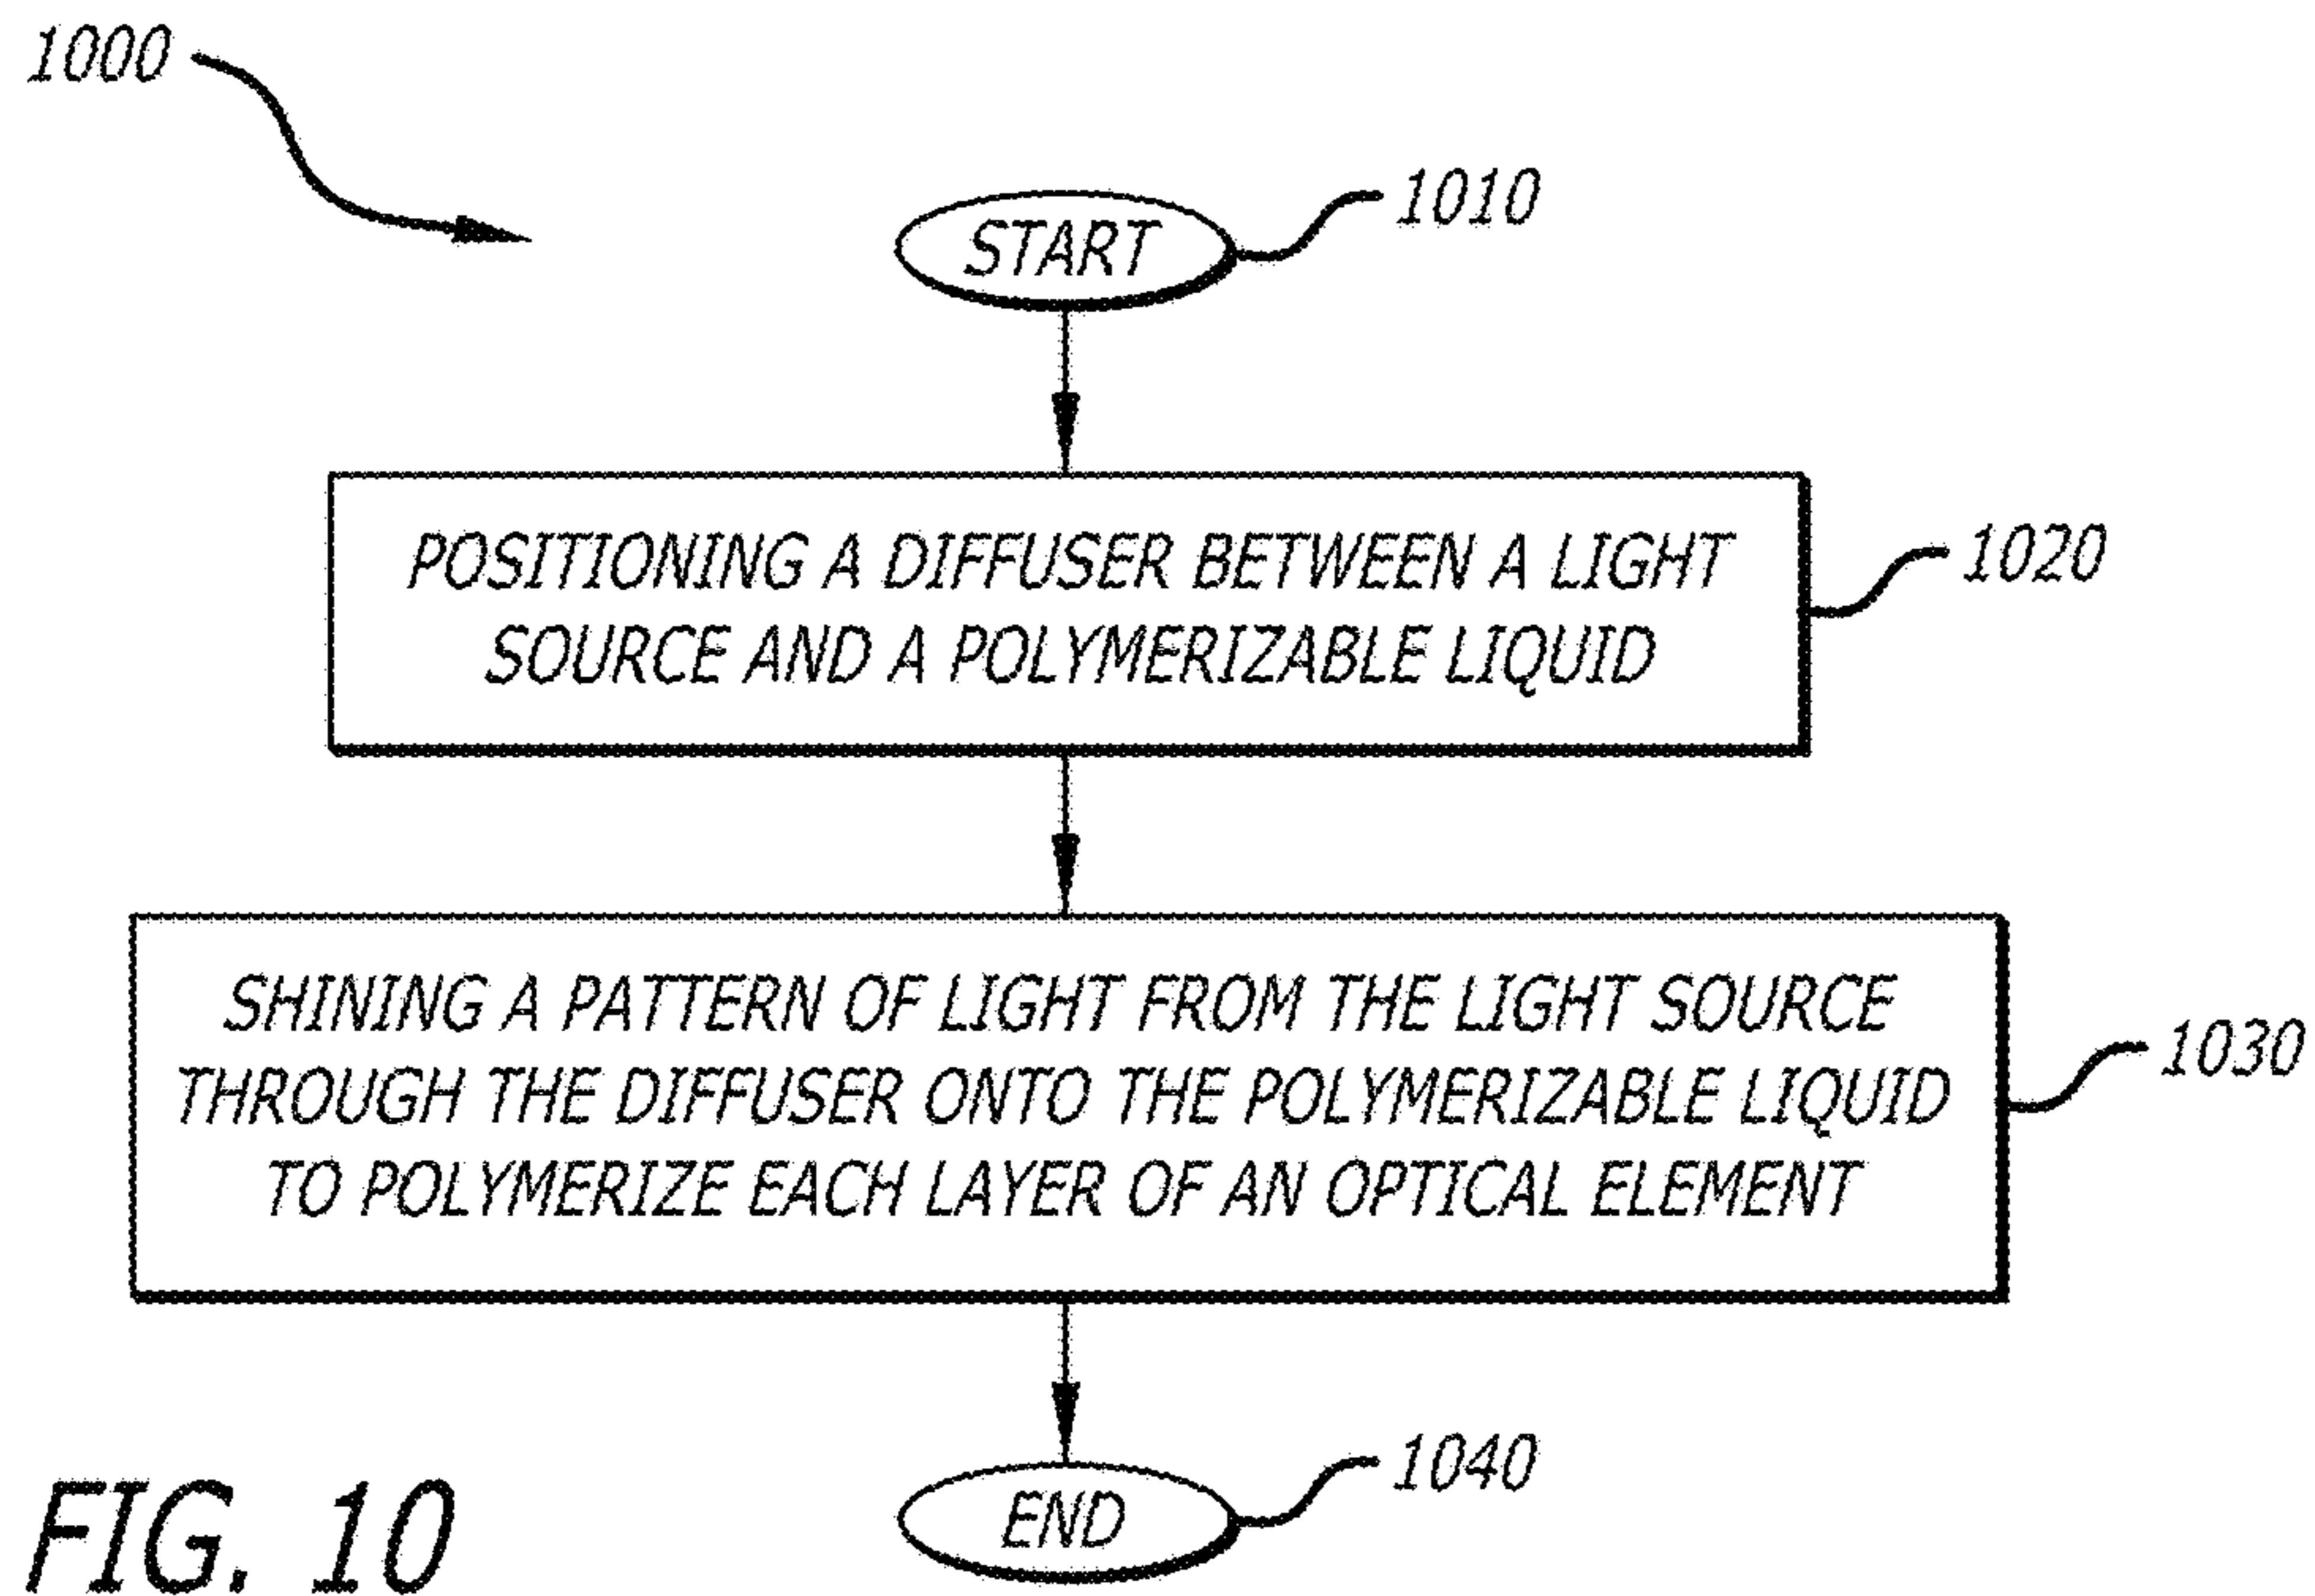 1000
START
1010
POSITIONING A DIFFUSER BETWEEN A LIGHT
SOURCE AND A POLYMERIZABLE LIQUID
1020
SHINING A PATTERN OF LIGHT FROM THE LIGHT SOURCE
THROUGH THE DIFFUSER ONTO THE POLYMERIZABLE LIQUID
TO POLYMERIZE EACH LAYER OF AN OPTICAL ELEMENT
1030
END
1040
FIG. 10